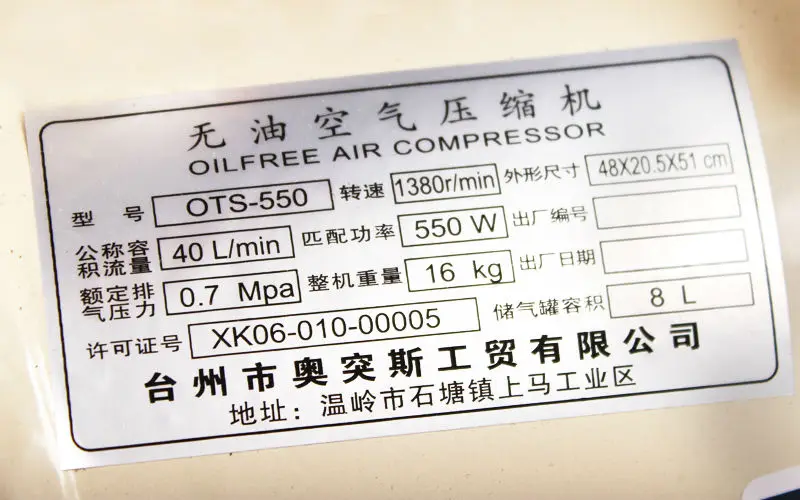 无油空气压缩机
OILFREE AIR COMPRESSOR
型 号 OTS-550 转速 1380r/min 外形尺寸 48X20.5X51 cm
公称容积流量 40 L/min 匹配功率 550 W 出厂编号
额定排气压力 0.7 Mpa 整机重量 16 kg 出厂日期
许可证号 XK06-010-00005 储气罐容积 8 L
台州市奥突斯工贸有限公司
地址：温岭市石塘镇上马工业区